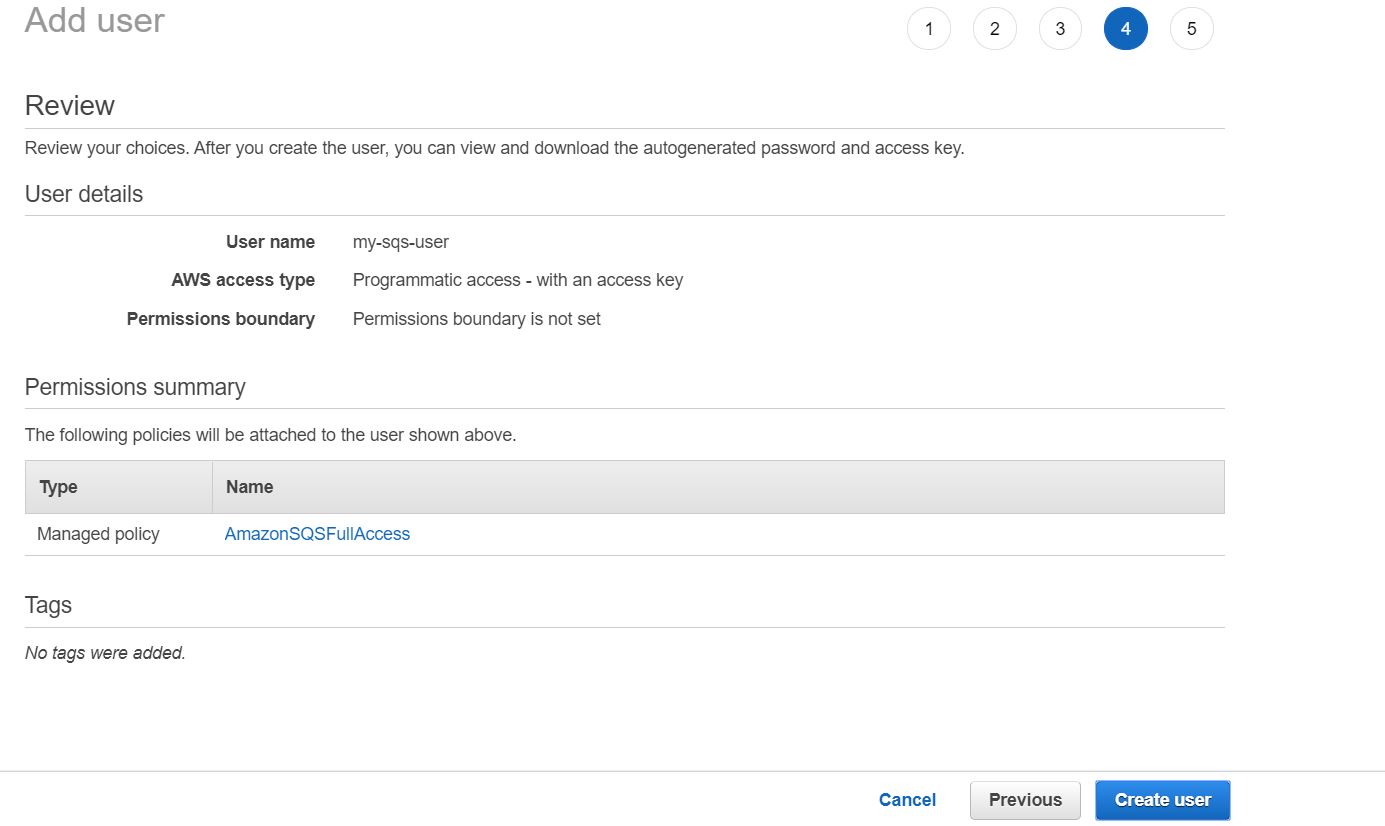 Add user
1 2 3 4 5
Review
Review your choices. After you create the user, you can view and download the autogenerated password and access key.
User details
User name my-sqs-user
AWS access type Programmatic access - with an access key
Permissions boundary Permissions boundary is not set
Permissions summary
The following policies will be attached to the user shown above.
Type Name
Managed policy AmazonSQSFullAccess
Tags
No tags were added.
Cancel Previous Create user